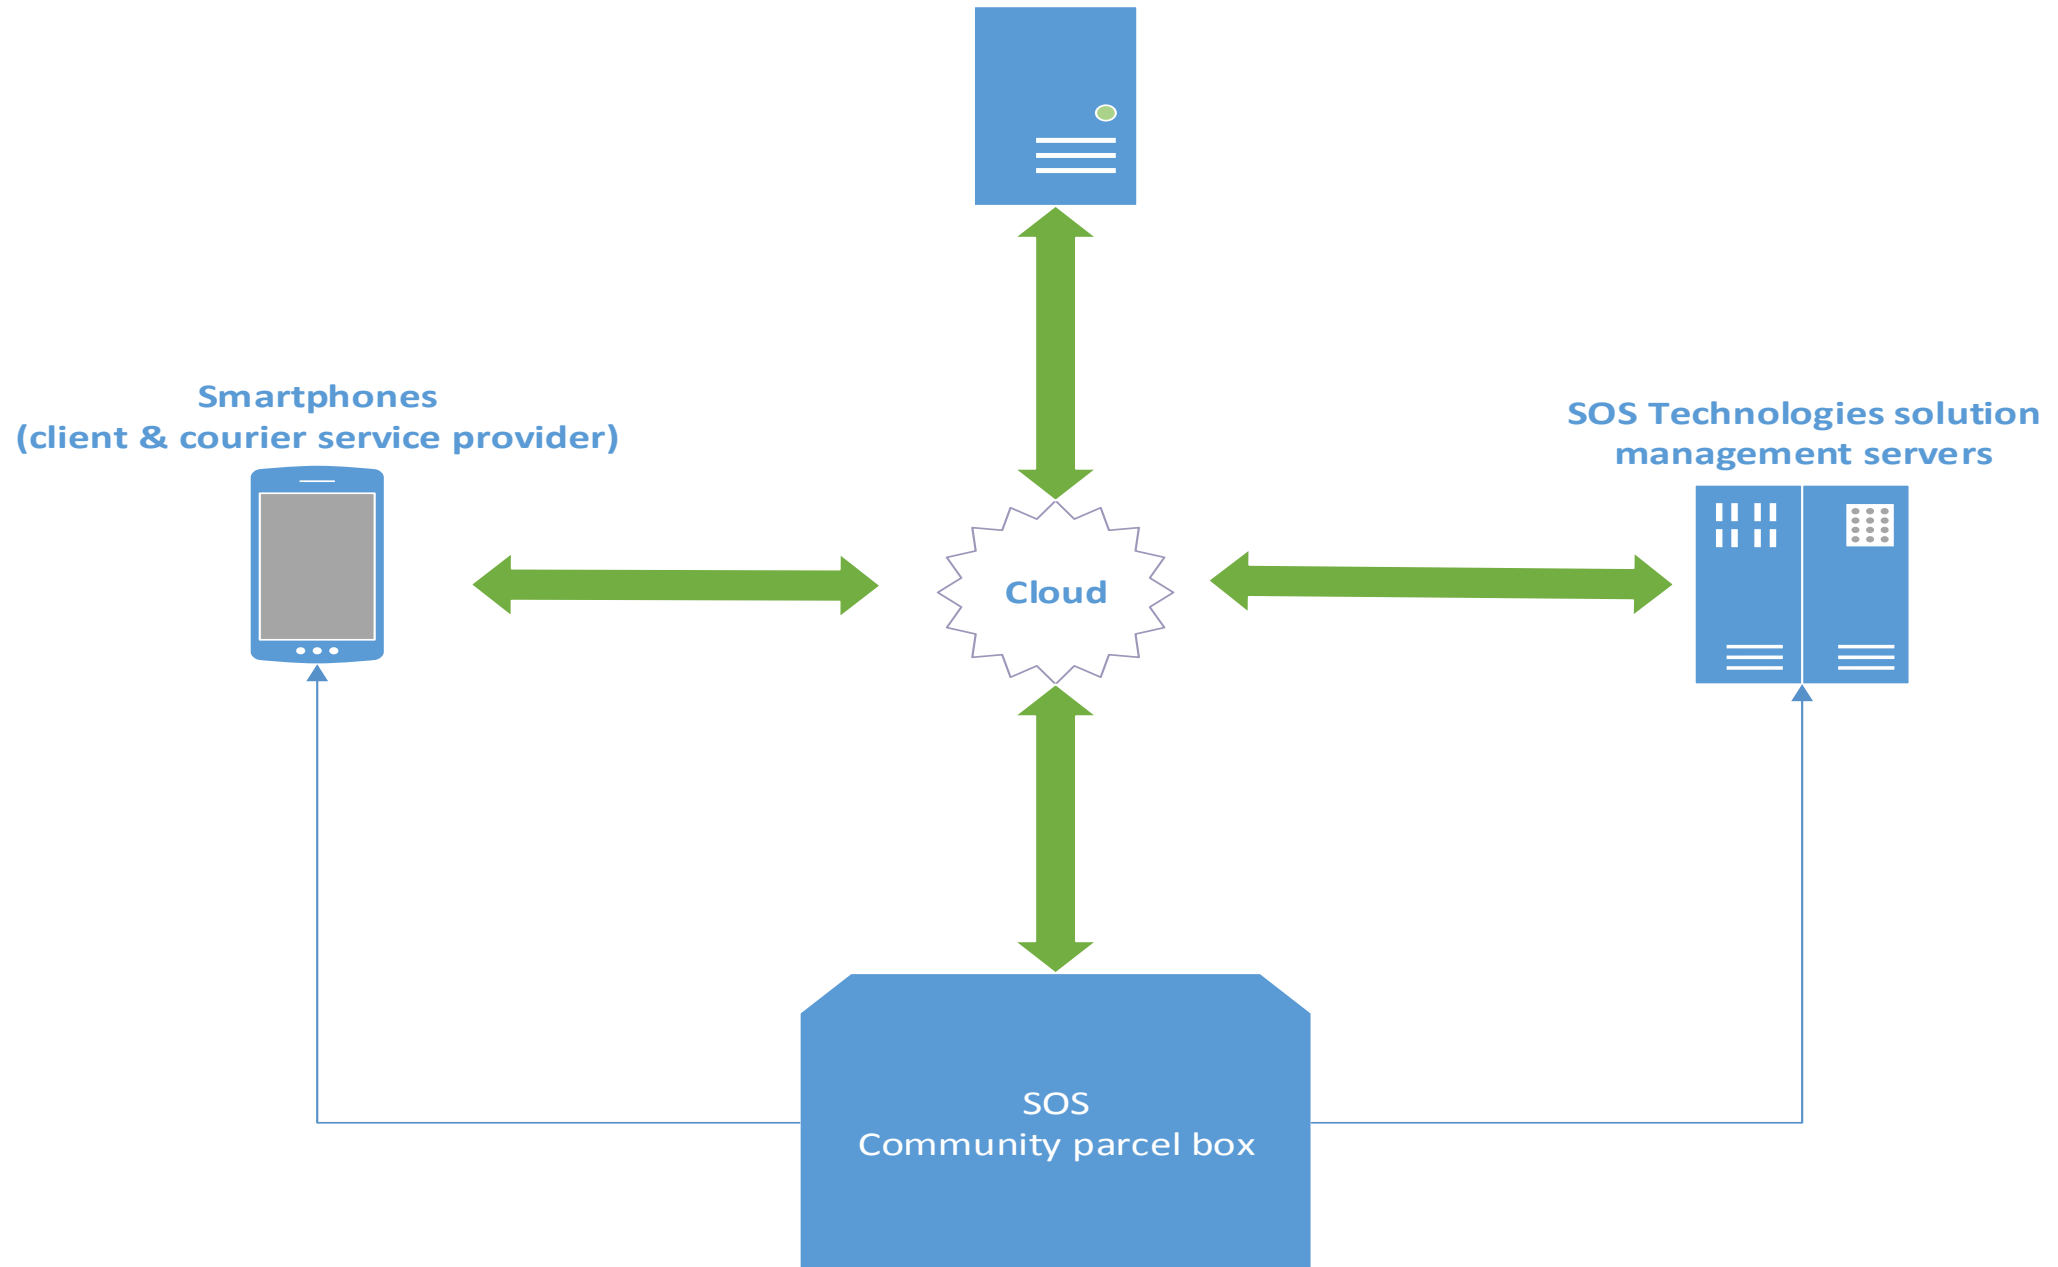 Smartphones
(client & courier service provider)
SOS Technologies solution
management servers
Cloud
SOS
Community parcel box